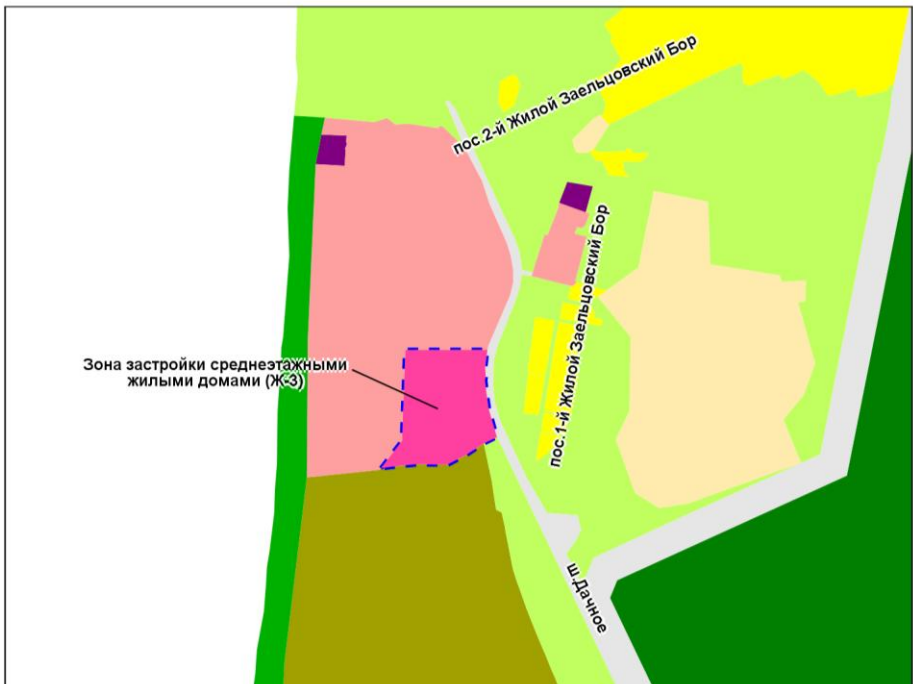 пос.2-й Жилой Заельцовский Бор
пос.1-й Жилой Заельцовский Бор
Зона застройки среднеэтажными
жилыми домами (Ж-3)
ш.Дачное